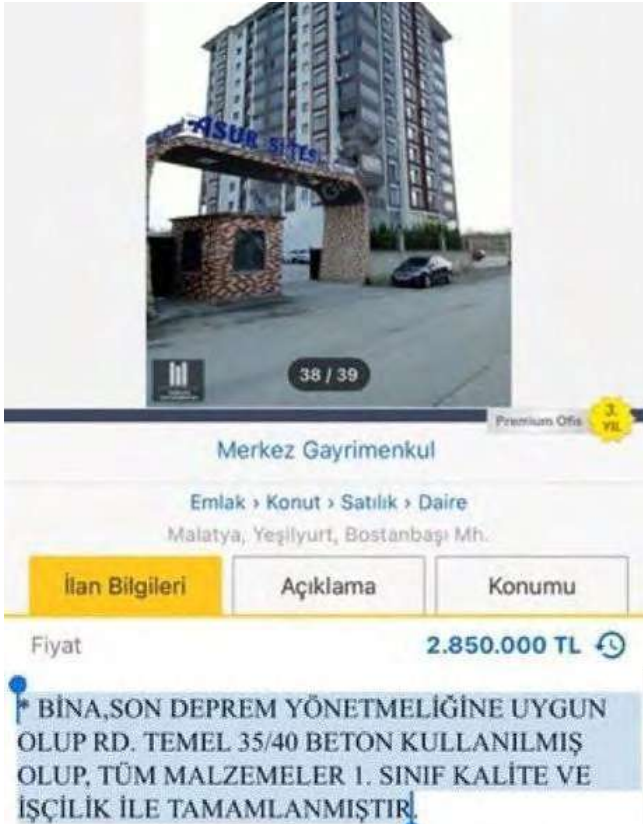 ASUR SİTESİ
38 / 39
Premium Ofis
3. YIL
Merkez Gayrimenkul
Emlak › Konut › Satılık › Daire
Malatya, Yeşilyurt, Bostanbaşı Mh.
İlan Bilgileri
Açıklama
Konumu
Fiyat
2.850.000 TL
* BİNA,SON DEPREM YÖNETMELİĞİNE UYGUN
OLUP RD. TEMEL 35/40 BETON KULLANILMIŞ
OLUP, TÜM MALZEMELER 1. SINIF KALİTE VE
İŞÇİLİK İLE TAMAMLANMIŞTIR.